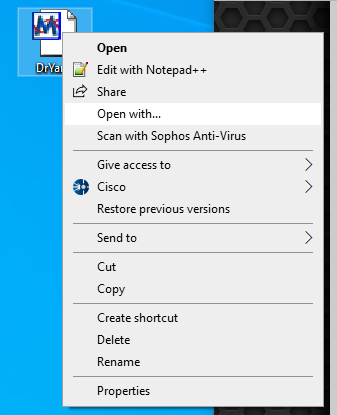 Open
Edit with Notepad++
Share
Open with...
Scan with Sophos Anti-Virus
Give access to
Cisco
Restore previous versions
Send to
Cut
Copy
Create shortcut
Delete
Rename
Properties